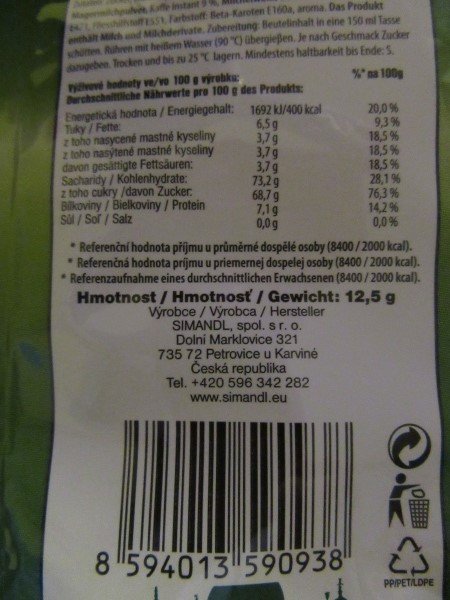 Magermilchpulver, Kaffe instant 9 %,
E551, Farbstoff: Beta-Karoten E160a, aroma. Das Produkt
enthält Milch und Milchderivate. Zubereitung: Beutelinhalt in eine 150 ml Tasse
schütten. Rühren mit heißem Wasser (90 °C) übergießen. Je nach Geschmack Zucker
dazugeben. Trocken und bis zu 25 °C lagern. Mindestens haltbarkeit bis Ende: S.
Výživové hodnoty ve/vo 100 g výrobku:
Durchschnittliche Nährwerte pro 100 g des Produkts: %* na 100g
Energetická hodnota / Energiegehalt: 1692 kJ/400 kcal 20,0 %
Tuky / Fette: 6,5 g 9,3 %
z toho nasycené mastné kyseliny 3,7 g 18,5 %
z toho nasýtené mastné kyseliny 3,7 g 18,5 %
davon gesättigte Fettsäuren: 3,7 g 18,5 %
Sacharidy / Kohlenhydrate: 73,2 g 28,1 %
z toho cukry /davon Zucker: 68,7 g 76,3 %
Bílkoviny / Bielkoviny / Protein 7,1 g 14,2 %
Sůl / Soľ / Salz 0,0 g 0,0 %
* Referenční hodnota příjmu u průměrné dospělé osoby (8400 / 2000 kcal).
* Referenčná hodnota príjmu u priemernej dospelej osoby (8400 / 2000 kcal).
* Referenzaufnahme eines durchschnittlichen Erwachsenen (8400 / 2000 kcal).
Hmotnost / Hmotnosť / Gewicht: 12,5 g
Výrobce / Výrobca / Hersteller
SIMANDL, spol. s r. o.
Dolní Marklovice 321
735 72 Petrovice u Karviné
Česká republika
Tel. +420 596 342 282
www.simandl.eu
8 594013 590938
PP/PET/LDPE